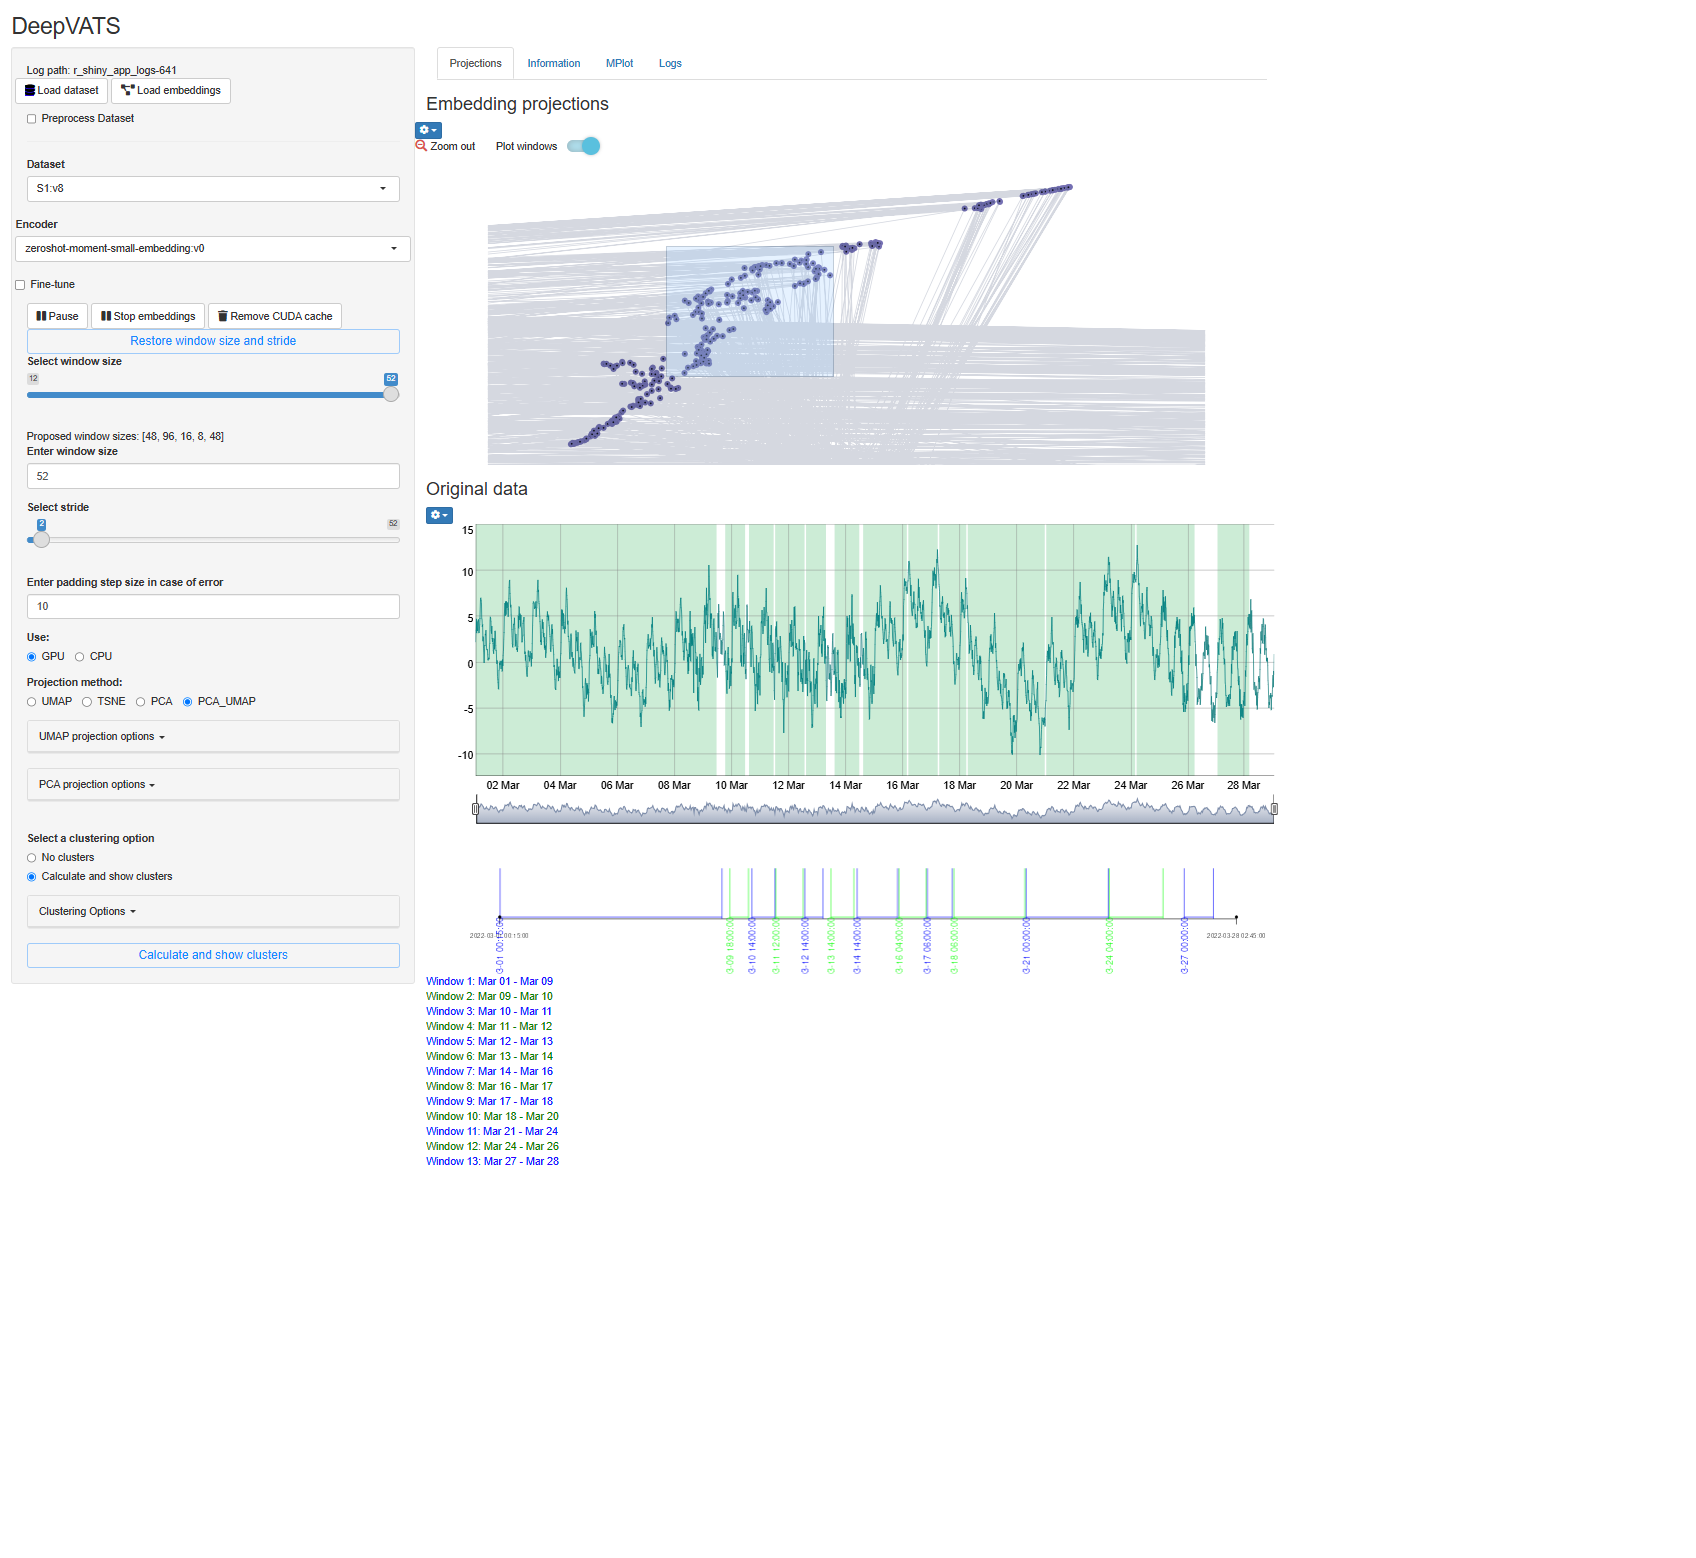 DeepVATS
Log path: r_shiny_app_logs-641
Load dataset
Load embeddings
Preprocess Dataset
Dataset
S1:v8
Encoder
zeroshot-moment-small-embedding:v0
Fine-tune
Pause
Stop embeddings
Remove CUDA cache
Restore window size and stride
Select window size
12
52
Proposed window sizes: [48, 96, 16, 8, 48]
Enter window size
52
Select stride
2
52
Enter padding step size in case of error
10
Use:
GPU CPU
Projection method:
UMAP TSNE PCA PCA_UMAP
UMAP projection options
PCA projection options
Select a clustering option
No clusters
Calculate and show clusters
Clustering Options
Calculate and show clusters
Projections Information MPlot Logs
Embedding projections
Zoom out Plot windows
Original data
15
10
5
0
-5
-10
02 Mar 04 Mar 06 Mar 08 Mar 10 Mar 12 Mar 14 Mar 16 Mar 18 Mar 20 Mar 22 Mar 24 Mar 26 Mar 28 Mar
2022-03-28 02:45:00
3-09 18:00:00
3-10 14:00:00
3-11 12:00:00
3-12 14:00:00
3-13 14:00:00
3-14 14:00:00
3-16 04:00:00
3-17 06:00:00
3-18 06:00:00
3-21 00:00:00
3-24 04:00:00
3-27 00:00:00
Window 1: Mar 01 - Mar 09
Window 2: Mar 09 - Mar 10
Window 3: Mar 10 - Mar 11
Window 4: Mar 11 - Mar 12
Window 5: Mar 12 - Mar 13
Window 6: Mar 13 - Mar 14
Window 7: Mar 14 - Mar 16
Window 8: Mar 16 - Mar 17
Window 9: Mar 17 - Mar 18
Window 10: Mar 18 - Mar 20
Window 11: Mar 21 - Mar 24
Window 12: Mar 24 - Mar 26
Window 13: Mar 27 - Mar 28